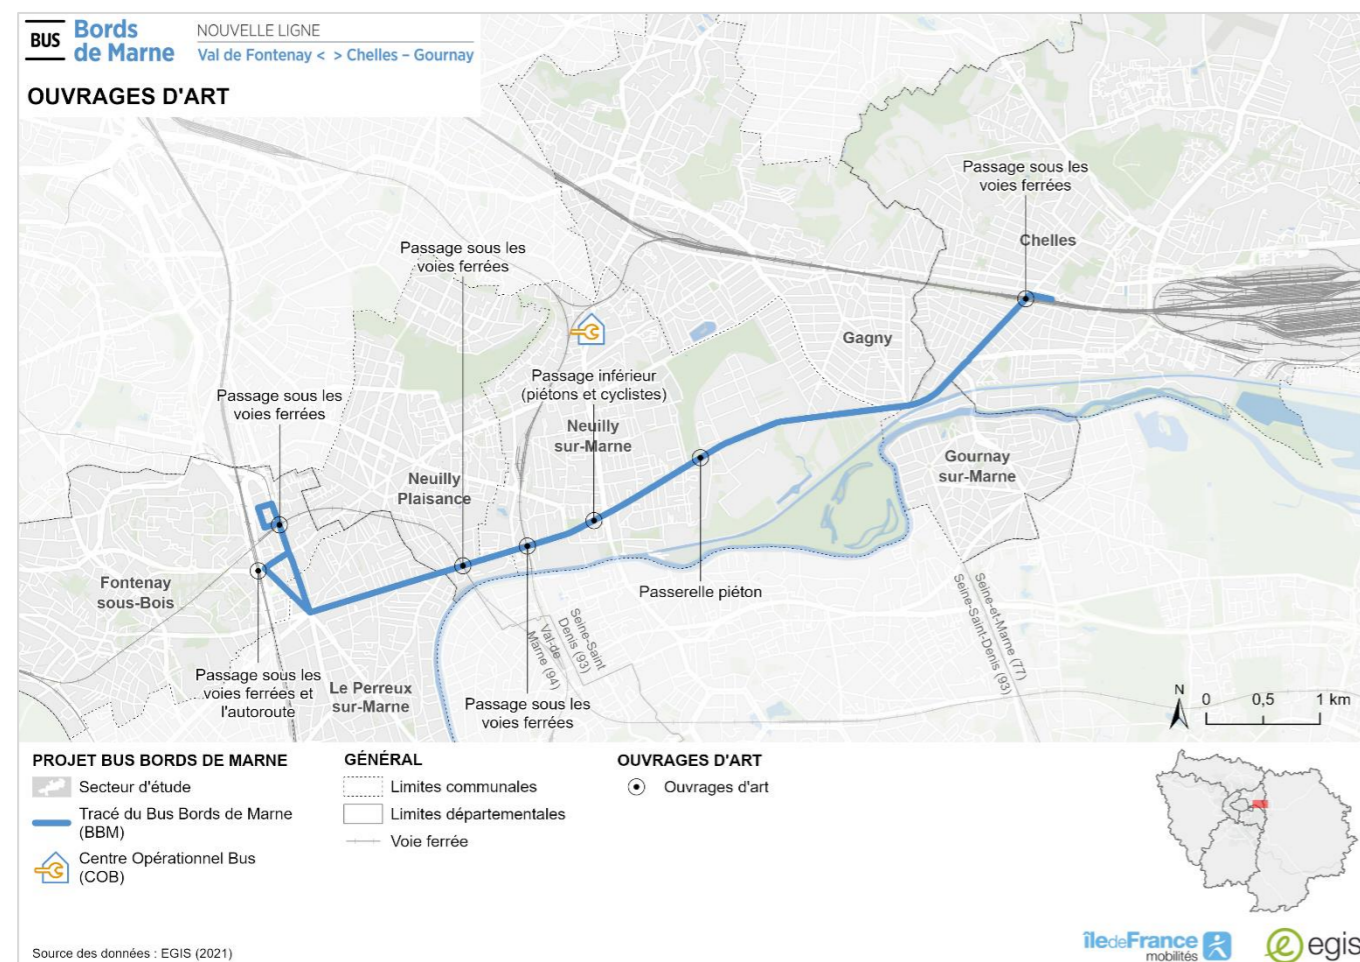 BUS
Bords
de Marne
NOUVELLE LIGNE
Val de Fontenay < > Chelles – Gournay
OUVRAGES D'ART
Passage sous les
voies ferrées
Chelles
Passage sous les
voies ferrées
Gagny
Passage inférieur
(piétons et cyclistes)
Passage sous les
voies ferrées
Neuilly
sur-Marne
Gournay
sur-Marne
Neuilly
Plaisance
Fontenay
sous-Bois
Passerelle piéton
Seine-Saint
Denis (93)
Val-de
Marne (94)
Seine-et-Marne (77)
Seine-Saint-Denis (93)
Passage sous les
voies ferrées et
l'autoroute
Le Perreux
sur-Marne
Passage sous les
voies ferrées
N
0 0,5 1 km
PROJET BUS BORDS DE MARNE
Secteur d'étude
Tracé du Bus Bords de Marne
(BBM)
Centre Opérationnel Bus
(COB)
GÉNÉRAL
Limites communales
Limites départementales
Voie ferrée
OUVRAGES D'ART
Ouvrages d'art
Source des données : EGIS (2021)
îledeFrance
mobilités
egis